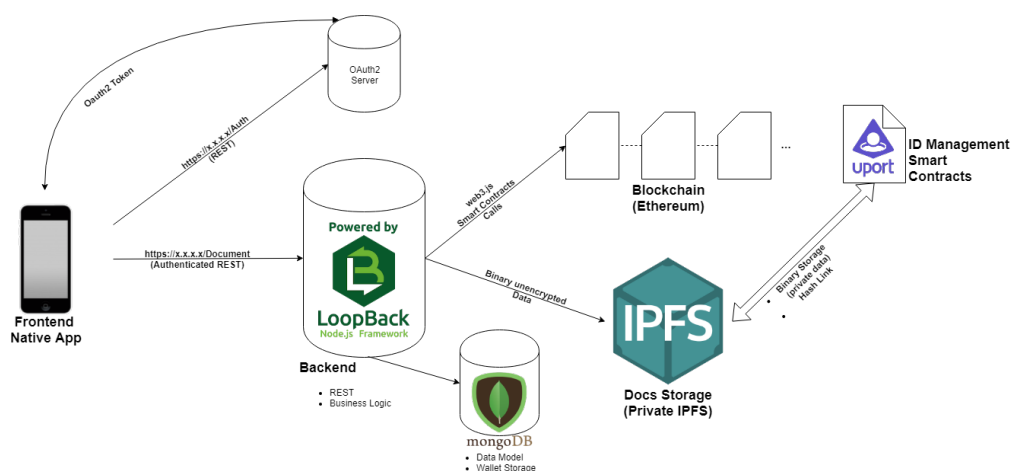 Oauth2 Token
OAuth2
Server
https://x.x.x.x/Auth
(REST)
https://x.x.x.x/Document
(Authenticated REST)
Frontend
Native App
Powered by
LB
LoopBack
Node.js Framework
Backend
• REST
• Business Logic
mongoDB
• Data Model
• Wallet Storage
web3.js
Smart Contracts
Calls
Binary unencrypted
Data
Blockchain
(Ethereum)
...
uport
ID Management
Smart
Contracts
IPFS
Docs Storage
(Private IPFS)
• Binary Storage
(private data)
Hash Link
•